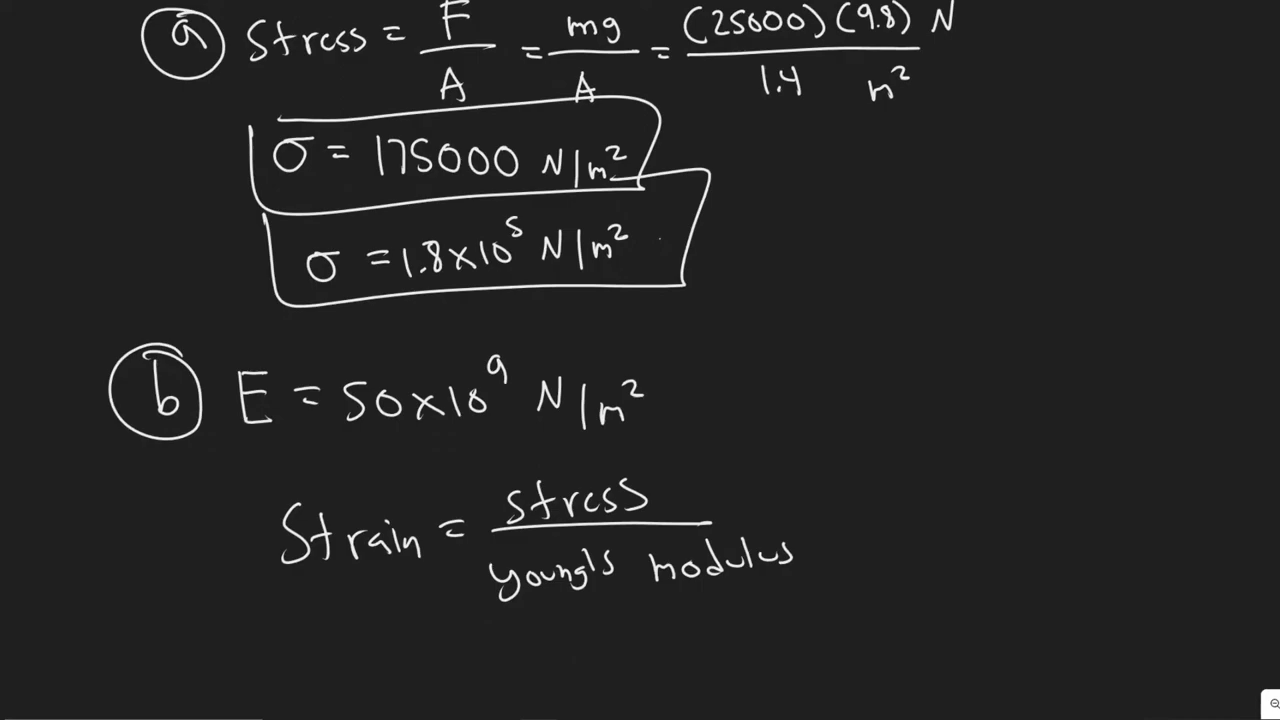 a Stress = F/A = mg/A = (25000)(9.8) N / 1.4 m²
σ = 175000 N/m²
σ = 1.8×10⁵ N/m²
b E = 50×10⁹ N/m²
Strain = stress / young's modulus